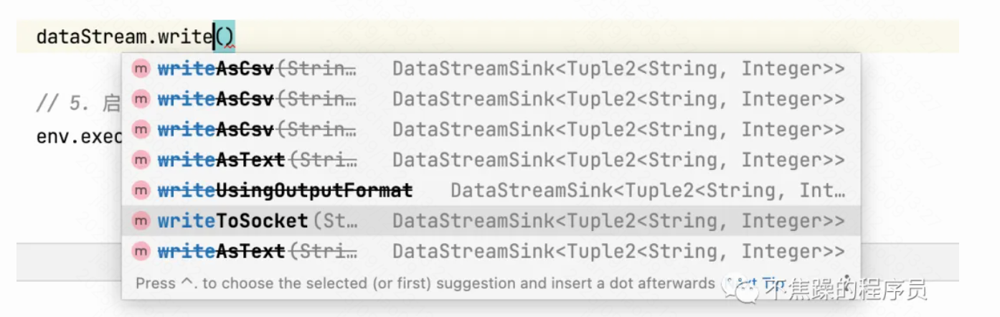 dataStream.write()
m writeAsCsv(Strin… DataStreamSink<Tuple2<String, Integer>>
m writeAsCsv(Strin… DataStreamSink<Tuple2<String, Integer>>
// 5. 启
m writeAsCsv(Strin… DataStreamSink<Tuple2<String, Integer>>
env.exec
m writeAsText(Stri… DataStreamSink<Tuple2<String, Integer>>
m writeUsingOutputFormat DataStreamSink<Tuple2<String, Int…
m writeToSocket(St… DataStreamSink<Tuple2<String, Integer>>
m writeAsText(Stri… DataStreamSink<Tuple2<String, Integer>>
Press ^. to choose the selected (or first) suggestion and insert a dot afterwards Next Tip
不焦躁的程序员